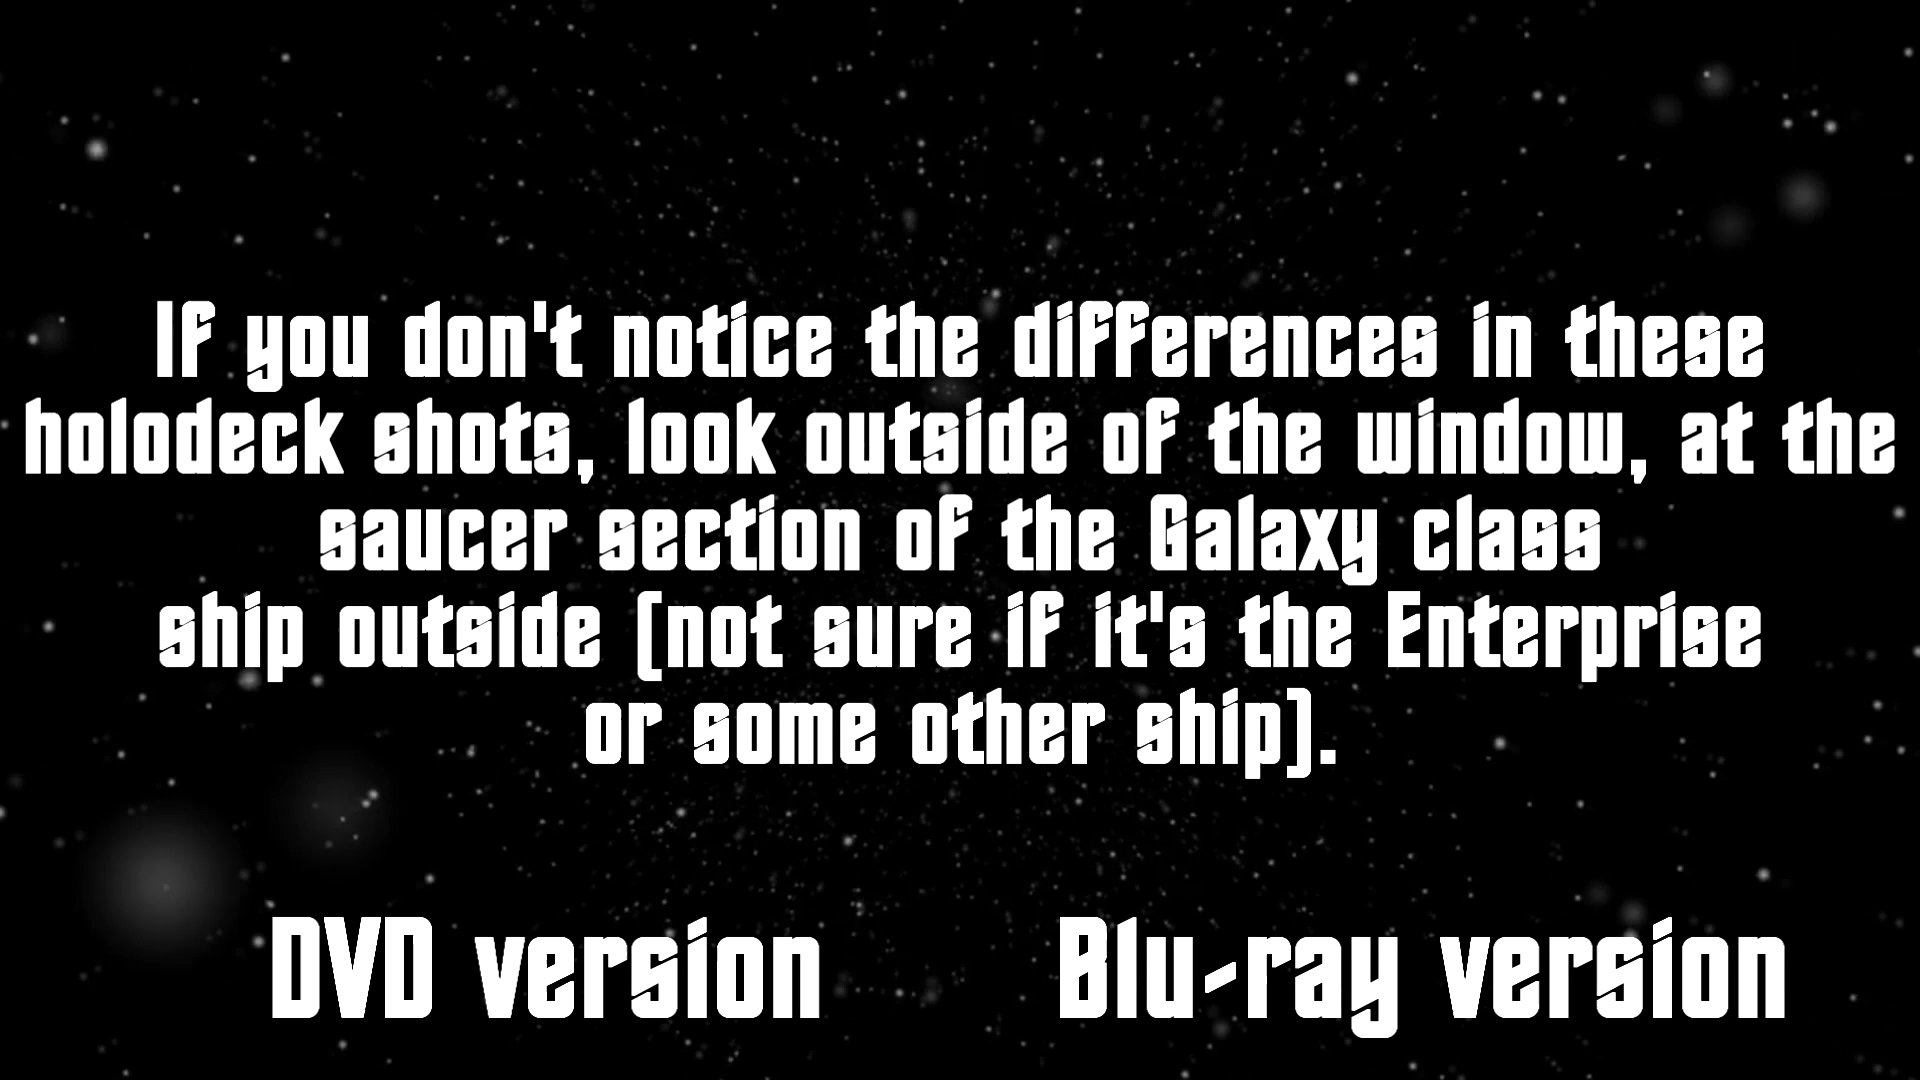 If you don't notice the differences in these
holodeck shots, look outside of the window, at the
saucer section of the Galaxy class
ship outside (not sure if it's the Enterprise
or some other ship).
DVD version
Blu-ray version